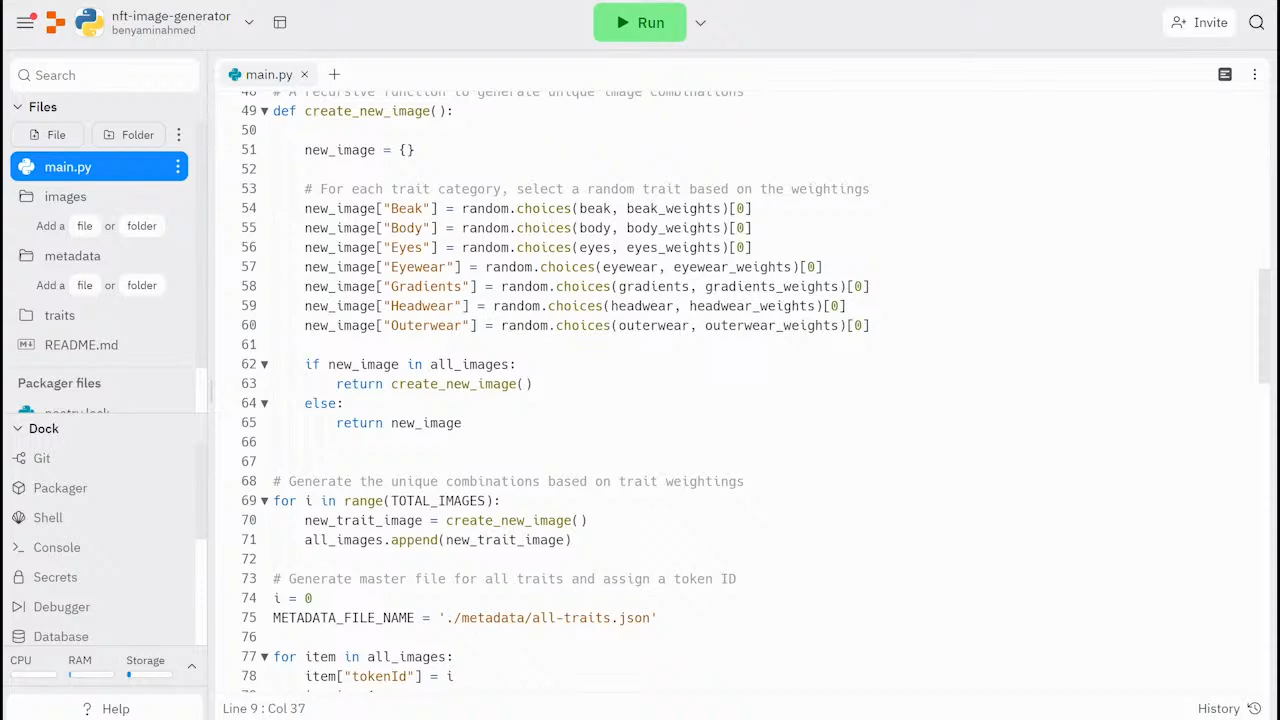 nft-image-generator
benyaminahmed
Run
Invite
Search
Files
File
Folder
main.py
images
Add a file or folder
metadata
Add a file or folder
traits
README.md
Packager files
poetry.lock
Dock
Git
Packager
Shell
Console
Secrets
Debugger
Database
CPU RAM Storage
? Help
main.py × +
48 # A recursive function to generate unique image combinations
49 def create_new_image():
50
51 new_image = {}
52
53 # For each trait category, select a random trait based on the weightings
54 new_image["Beak"] = random.choices(beak, beak_weights)[0]
55 new_image["Body"] = random.choices(body, body_weights)[0]
56 new_image["Eyes"] = random.choices(eyes, eyes_weights)[0]
57 new_image["Eyewear"] = random.choices(eyewear, eyewear_weights)[0]
58 new_image["Gradients"] = random.choices(gradients, gradients_weights)[0]
59 new_image["Headwear"] = random.choices(headwear, headwear_weights)[0]
60 new_image["Outerwear"] = random.choices(outerwear, outerwear_weights)[0]
61
62 if new_image in all_images:
63 return create_new_image()
64 else:
65 return new_image
66
67
68 # Generate the unique combinations based on trait weightings
69 for i in range(TOTAL_IMAGES):
70 new_trait_image = create_new_image()
71 all_images.append(new_trait_image)
72
73 # Generate master file for all traits and assign a token ID
74 i = 0
75 METADATA_FILE_NAME = './metadata/all-traits.json'
76
77 for item in all_images:
78 item["tokenId"] = i
Line 9 : Col 37
History